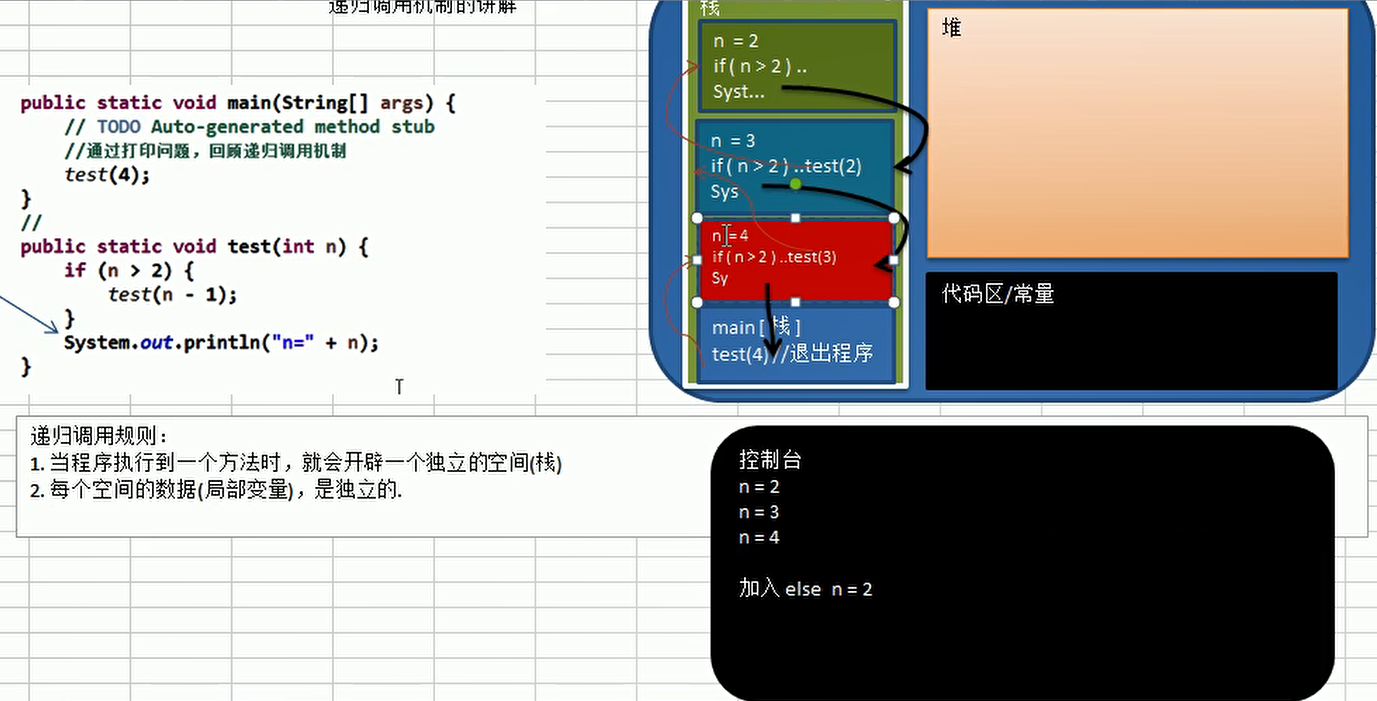 递归调用机制的讲解
public static void main(String[] args) {
// TODO Auto-generated method stub
//通过打印问题，回顾递归调用机制
test(4);
}
//
public static void test(int n) {
if (n > 2) {
test(n - 1);
}
System.out.println("n=" + n);
}
栈
n = 2
if ( n > 2 ) ..
Syst...
n = 3
if ( n > 2 ) ..test(2)
Sys
n = 4
if ( n > 2 ) ..test(3)
Sy
main [ 栈 ]
test(4) //退出程序
堆
代码区/常量
递归调用规则：
1. 当程序执行到一个方法时，就会开辟一个独立的空间(栈)
2. 每个空间的数据(局部变量)，是独立的.
控制台
n = 2
n = 3
n = 4
加入 else n = 2